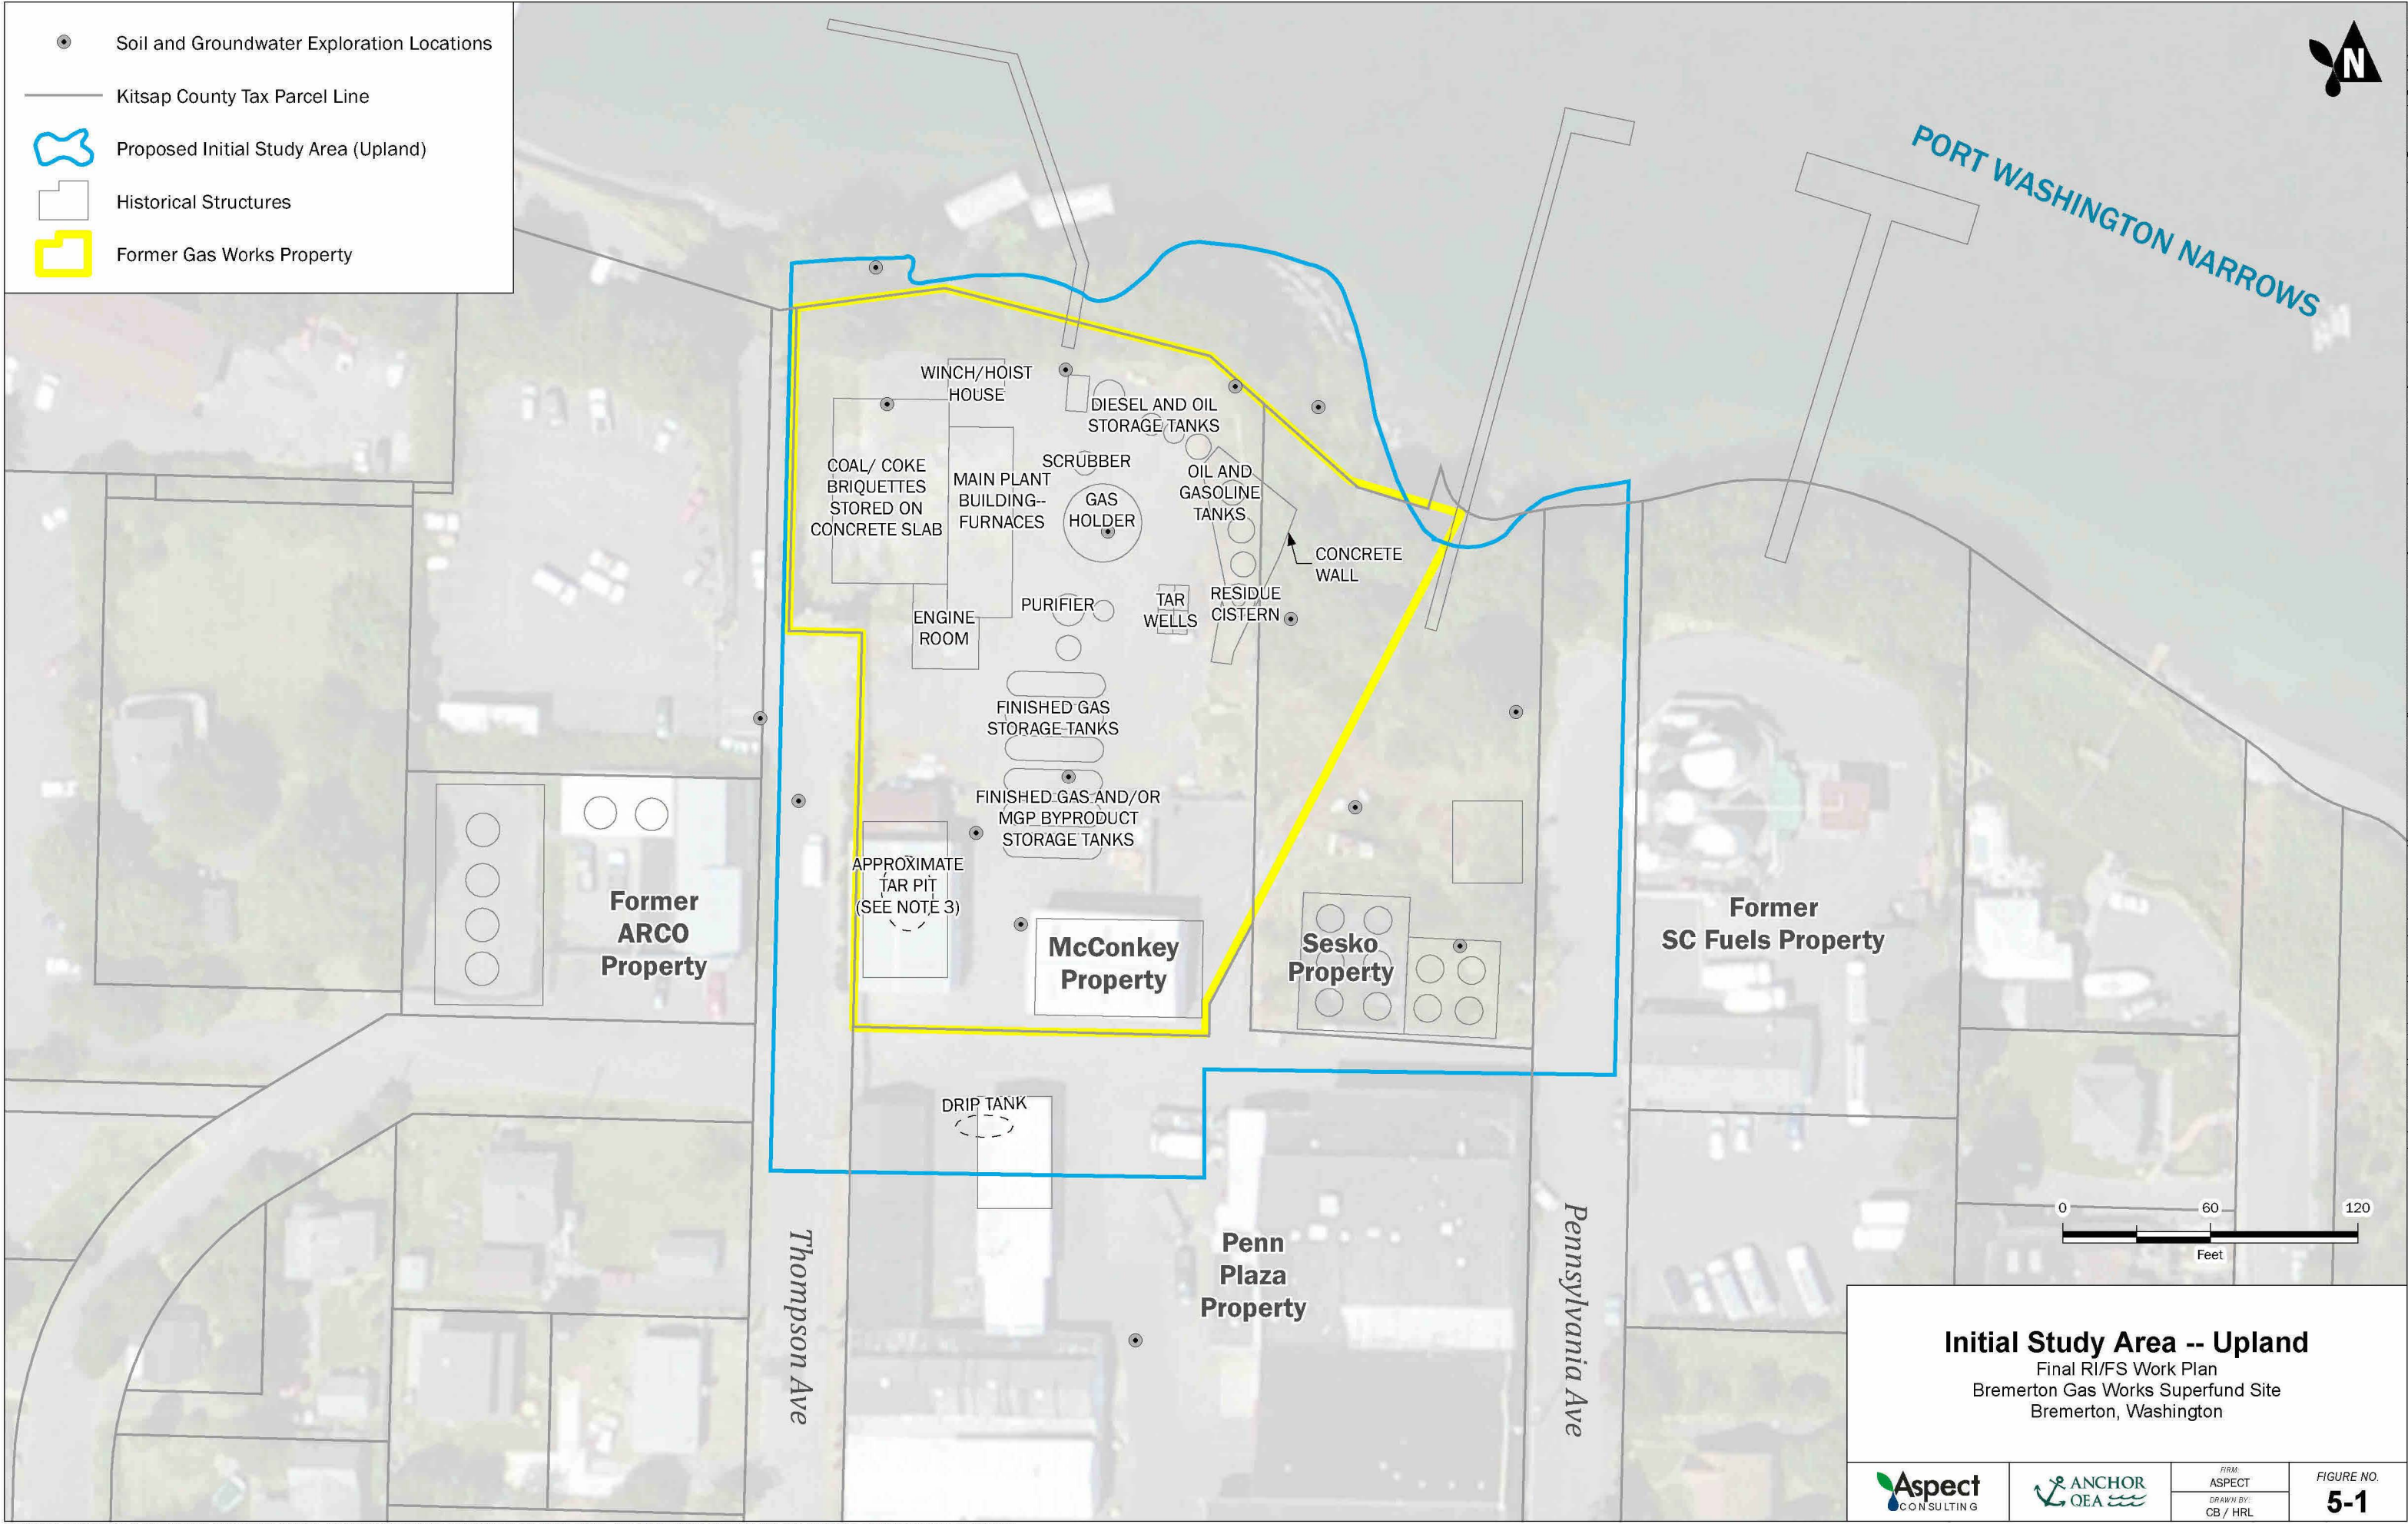 Soil and Groundwater Exploration Locations
Kitsap County Tax Parcel Line
Proposed Initial Study Area (Upland)
Historical Structures
Former Gas Works Property
N
PORT WASHINGTON NARROWS
WINCH/HOIST
HOUSE
DIESEL AND OIL
STORAGE TANKS
COAL/ COKE
BRIQUETTES
STORED ON
CONCRETE SLAB
MAIN PLANT
BUILDING--
FURNACES
SCRUBBER
GAS
HOLDER
OIL AND
GASOLINE
TANKS
CONCRETE
WALL
ENGINE
ROOM
PURIFIER
TAR
WELLS
RESIDUE
CISTERN
FINISHED GAS
STORAGE TANKS
FINISHED GAS AND/OR
MGP BYPRODUCT
STORAGE TANKS
APPROXIMATE
TAR PIT
(SEE NOTE 3)
Former
ARCO
Property
McConkey
Property
Sesko
Property
Former
SC Fuels Property
DRIP TANK
Thompson Ave
Penn
Plaza
Property
Pennsylvania Ave
0 60 120
Feet
Initial Study Area -- Upland
Final RI/FS Work Plan
Bremerton Gas Works Superfund Site
Bremerton, Washington
Aspect
CONSULTING
ANCHOR
QEA
FIRM:
ASPECT
DRAWN BY:
CB / HRL
FIGURE NO.
5-1